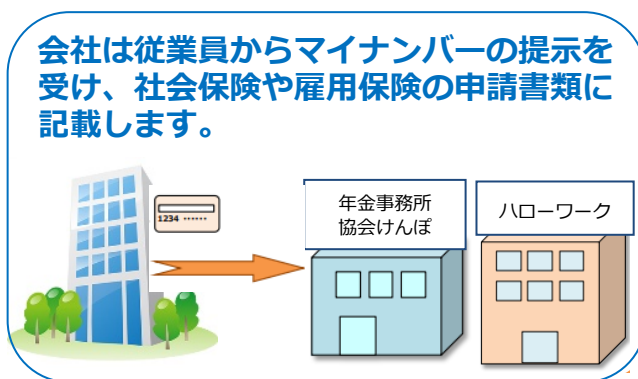 会社は従業員からマイナンバーの提示を
受け、社会保険や雇用保険の申請書類に
記載します。
1234 ••••••
年金事務所
協会けんぽ
ハローワーク